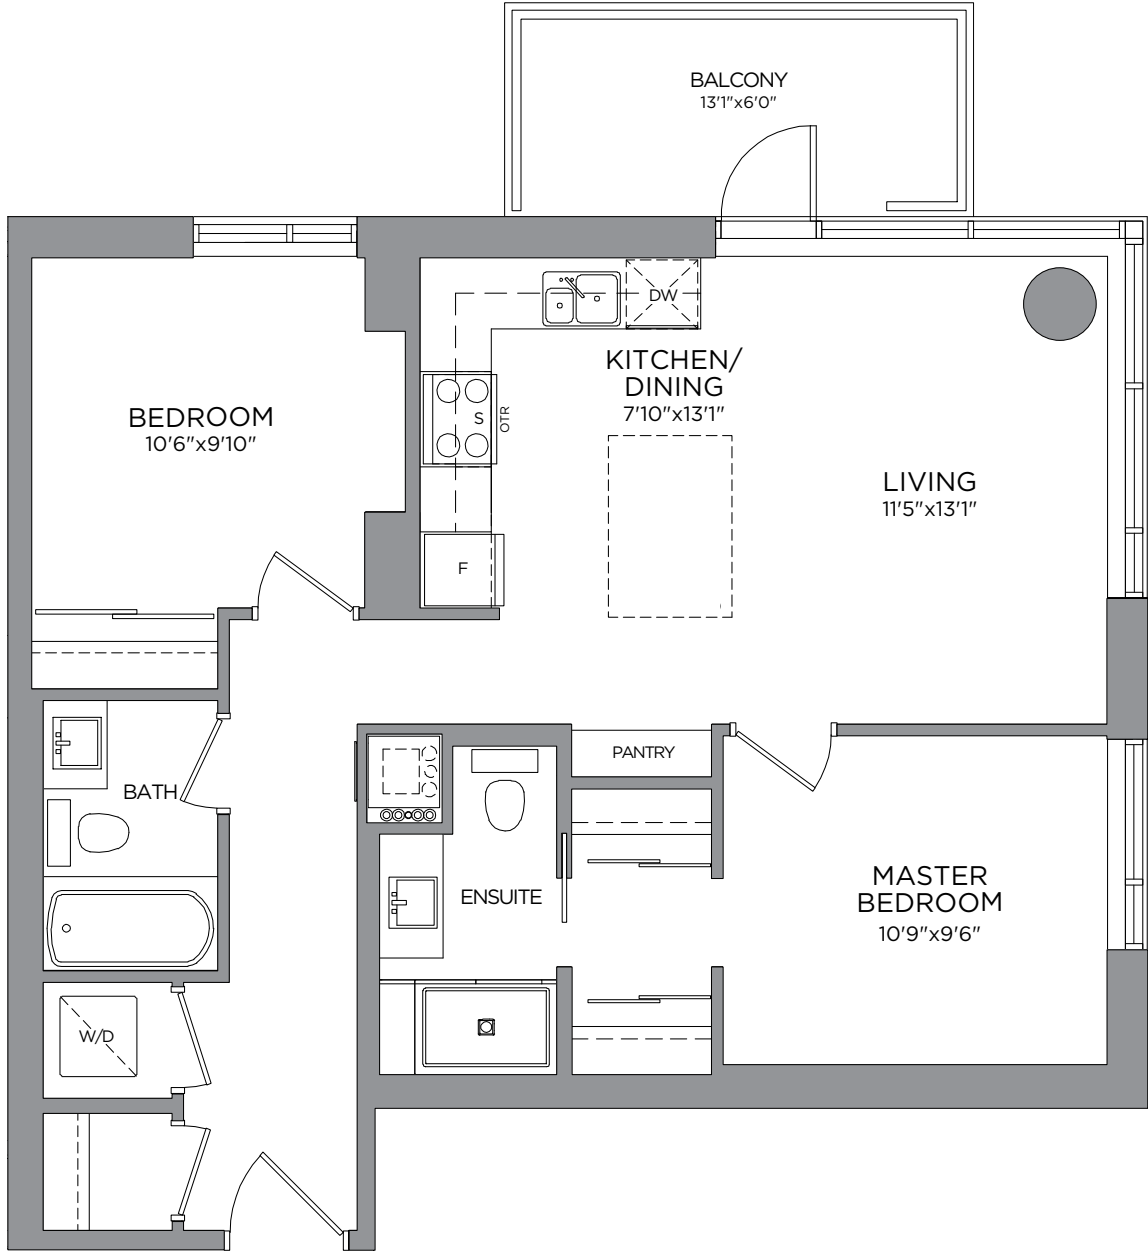 BALCONY
13'1"x6'0"
DW
KITCHEN/
DINING
7'10"x13'1"
BEDROOM
10'6"x9'10"
S
OTR
LIVING
11'5"x13'1"
F
PANTRY
BATH
ENSUITE
MASTER
BEDROOM
10'9"x9'6"
W/D